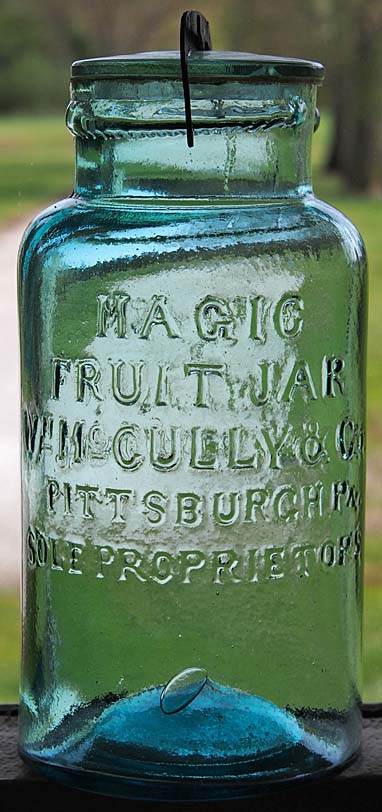 MAGIC
FRUIT JAR
Wm McCULLY & Co
PITTSBURGH PA
SOLE PROPRIETORS